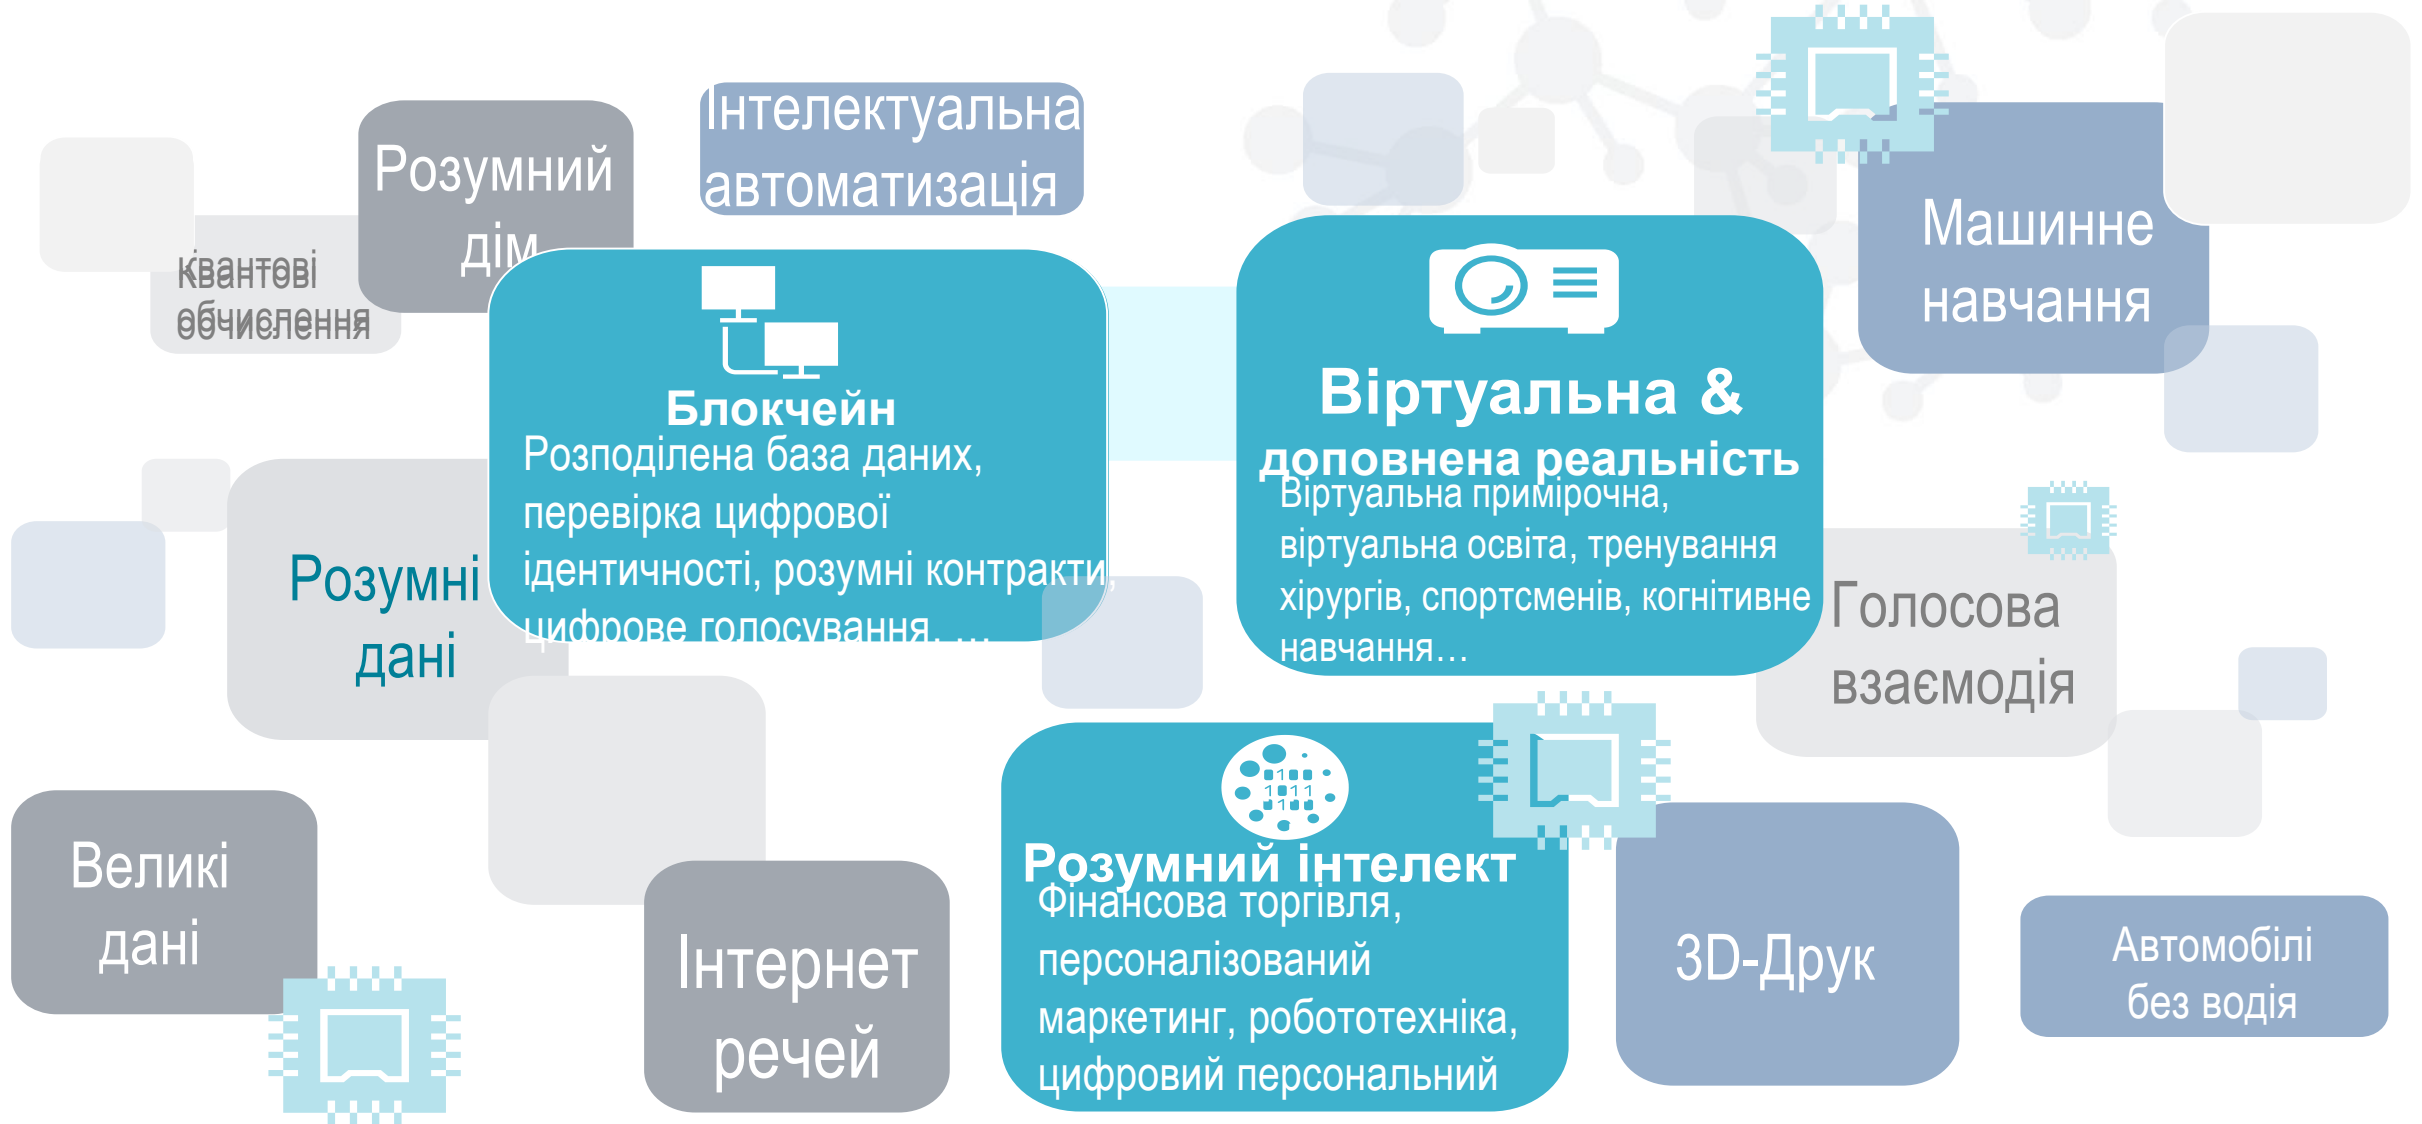 Інтелектуальна
автоматизація
Розумний
дім
квантові
обчислення
Машинне
навчання
Блокчейн
Розподілена база даних,
перевірка цифрової
ідентичності, розумні контракти,
цифрове голосування, …
Віртуальна &
доповнена реальність
Віртуальна примірочна,
віртуальна освіта, тренування
хірургів, спортсменів, когнітивне
навчання…
Розумні
дані
Голосова
взаємодія
Великі
дані
Інтернет
речей
Розумний інтелект
Фінансова торгівля,
персоналізований
маркетинг, робототехніка,
цифровий персональний
3D-Друк
Автомобілі
без водія